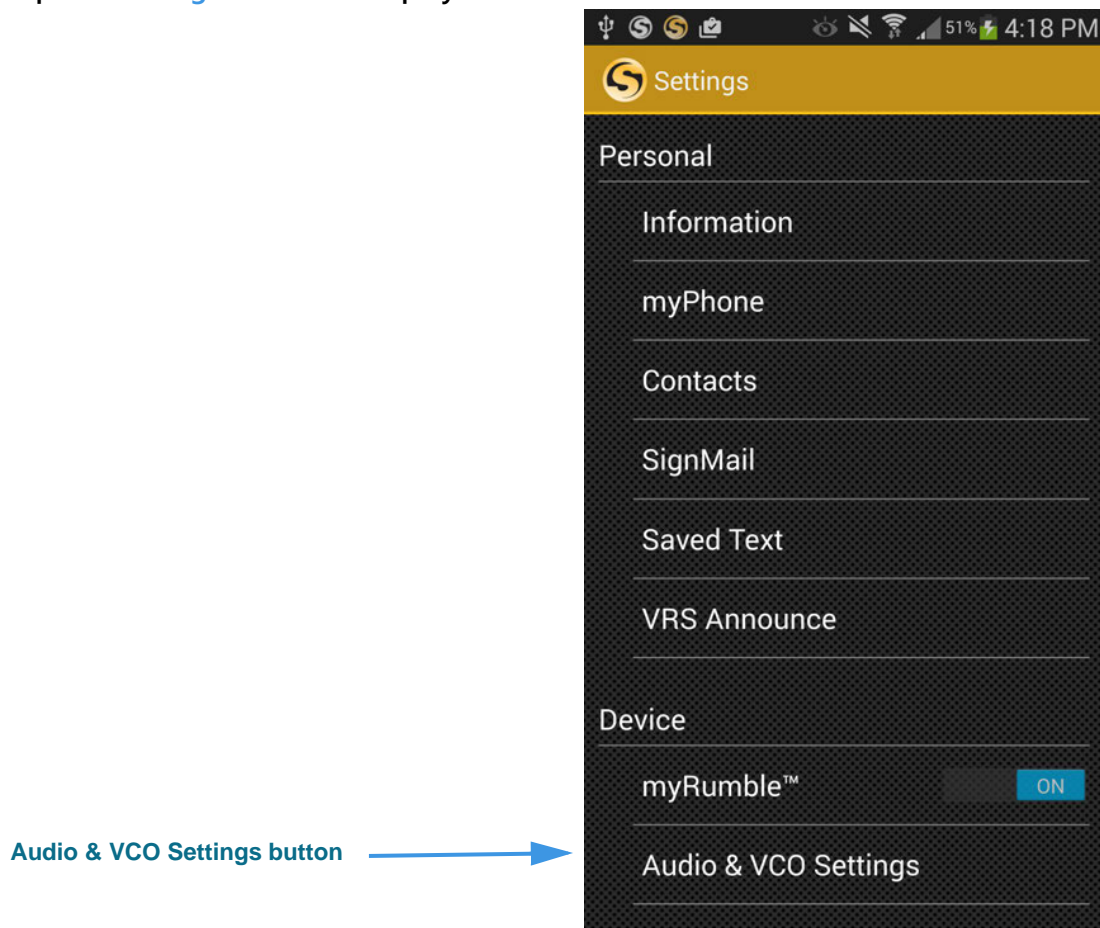 51% 4:18 PM
Settings
Personal
Information
myPhone
Contacts
SignMail
Saved Text
VRS Announce
Device
myRumble™ ON
Audio & VCO Settings button
Audio & VCO Settings